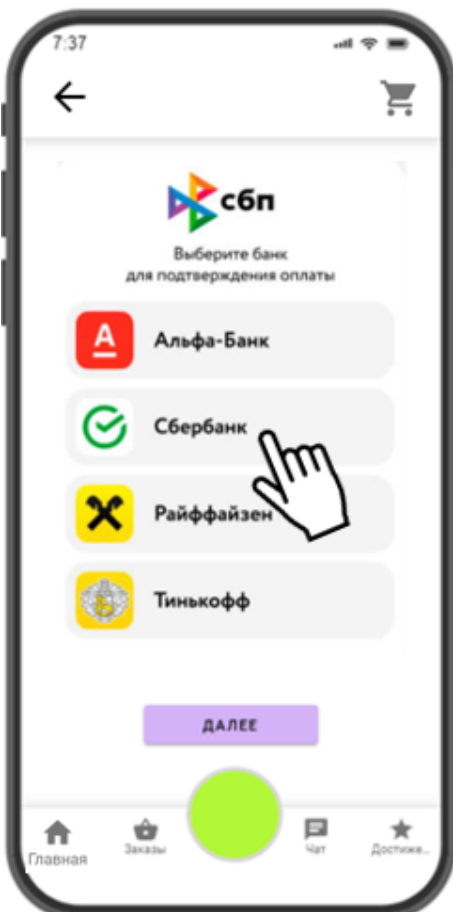 7:37
сбп
Выберите банк
для подтверждения оплаты
А
Альфа-Банк
Сбербанк
Райффайзен
Тинькофф
ДАЛЕЕ
Главная
Заказы
Чат
Достиже...